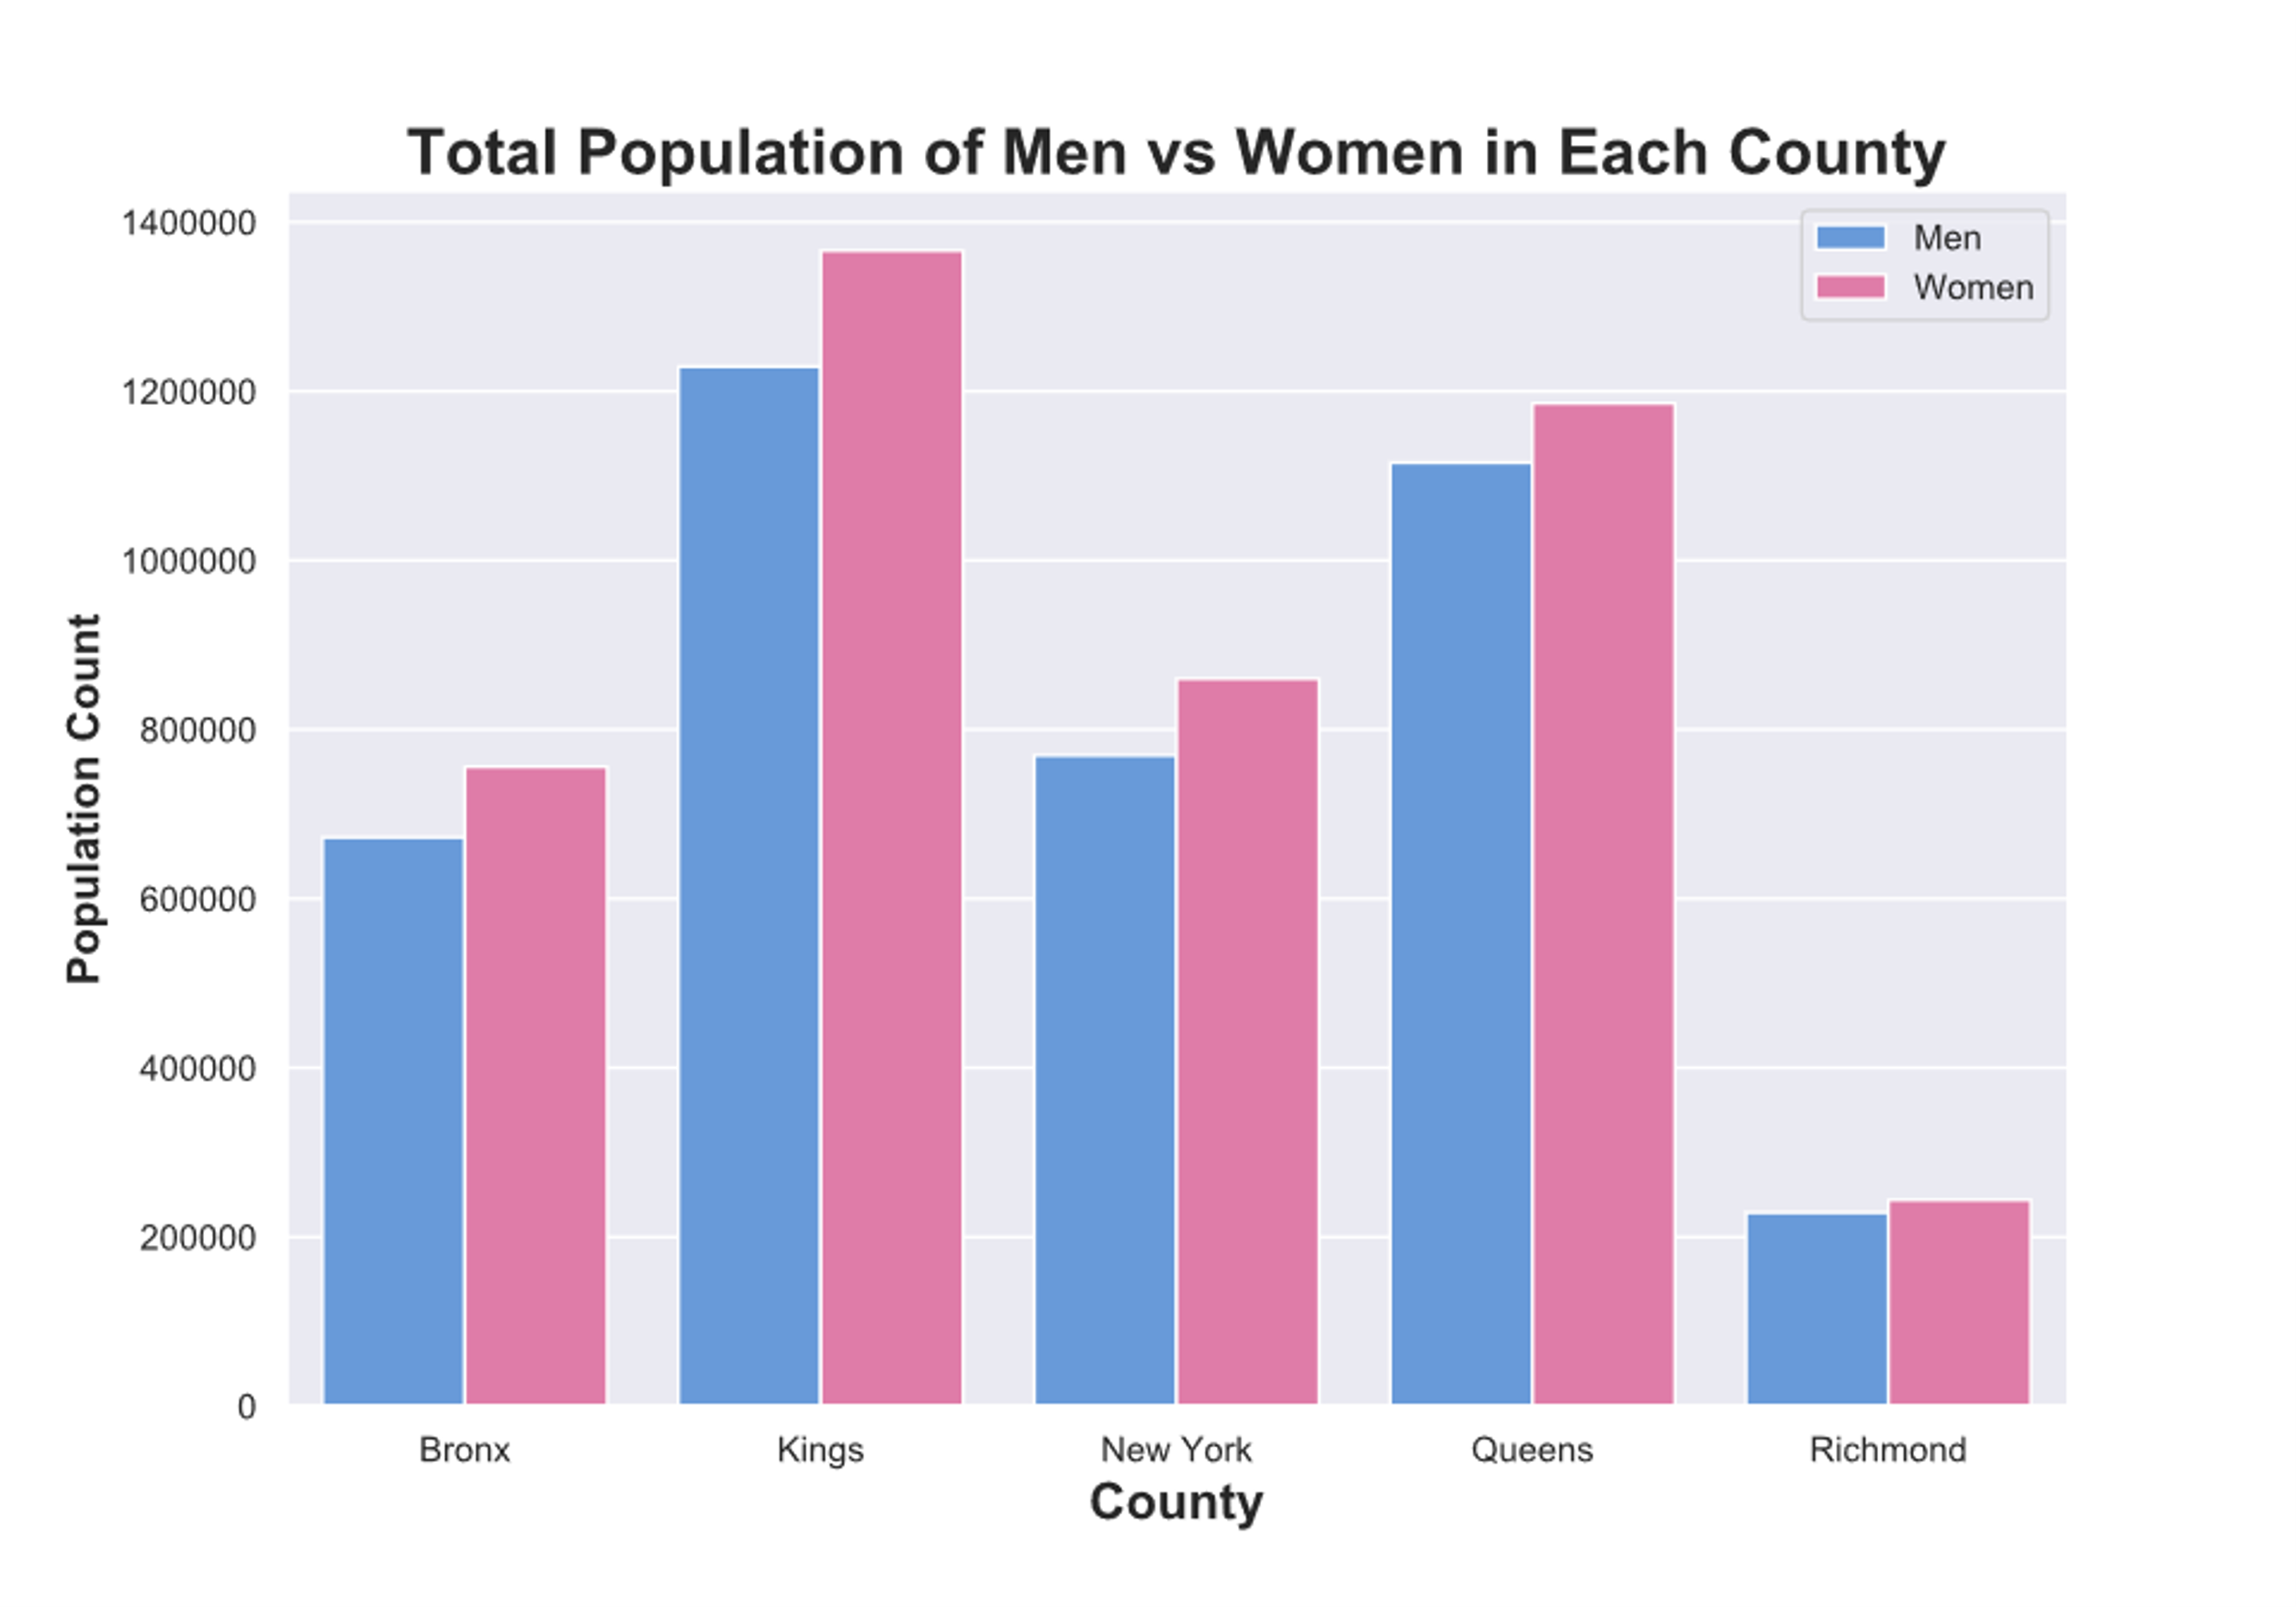 Total Population of Men vs Women in Each County
1400000
1200000
1000000
800000
600000
400000
200000
0
Population Count
Men
Women
Bronx
Kings
New York
Queens
Richmond
County